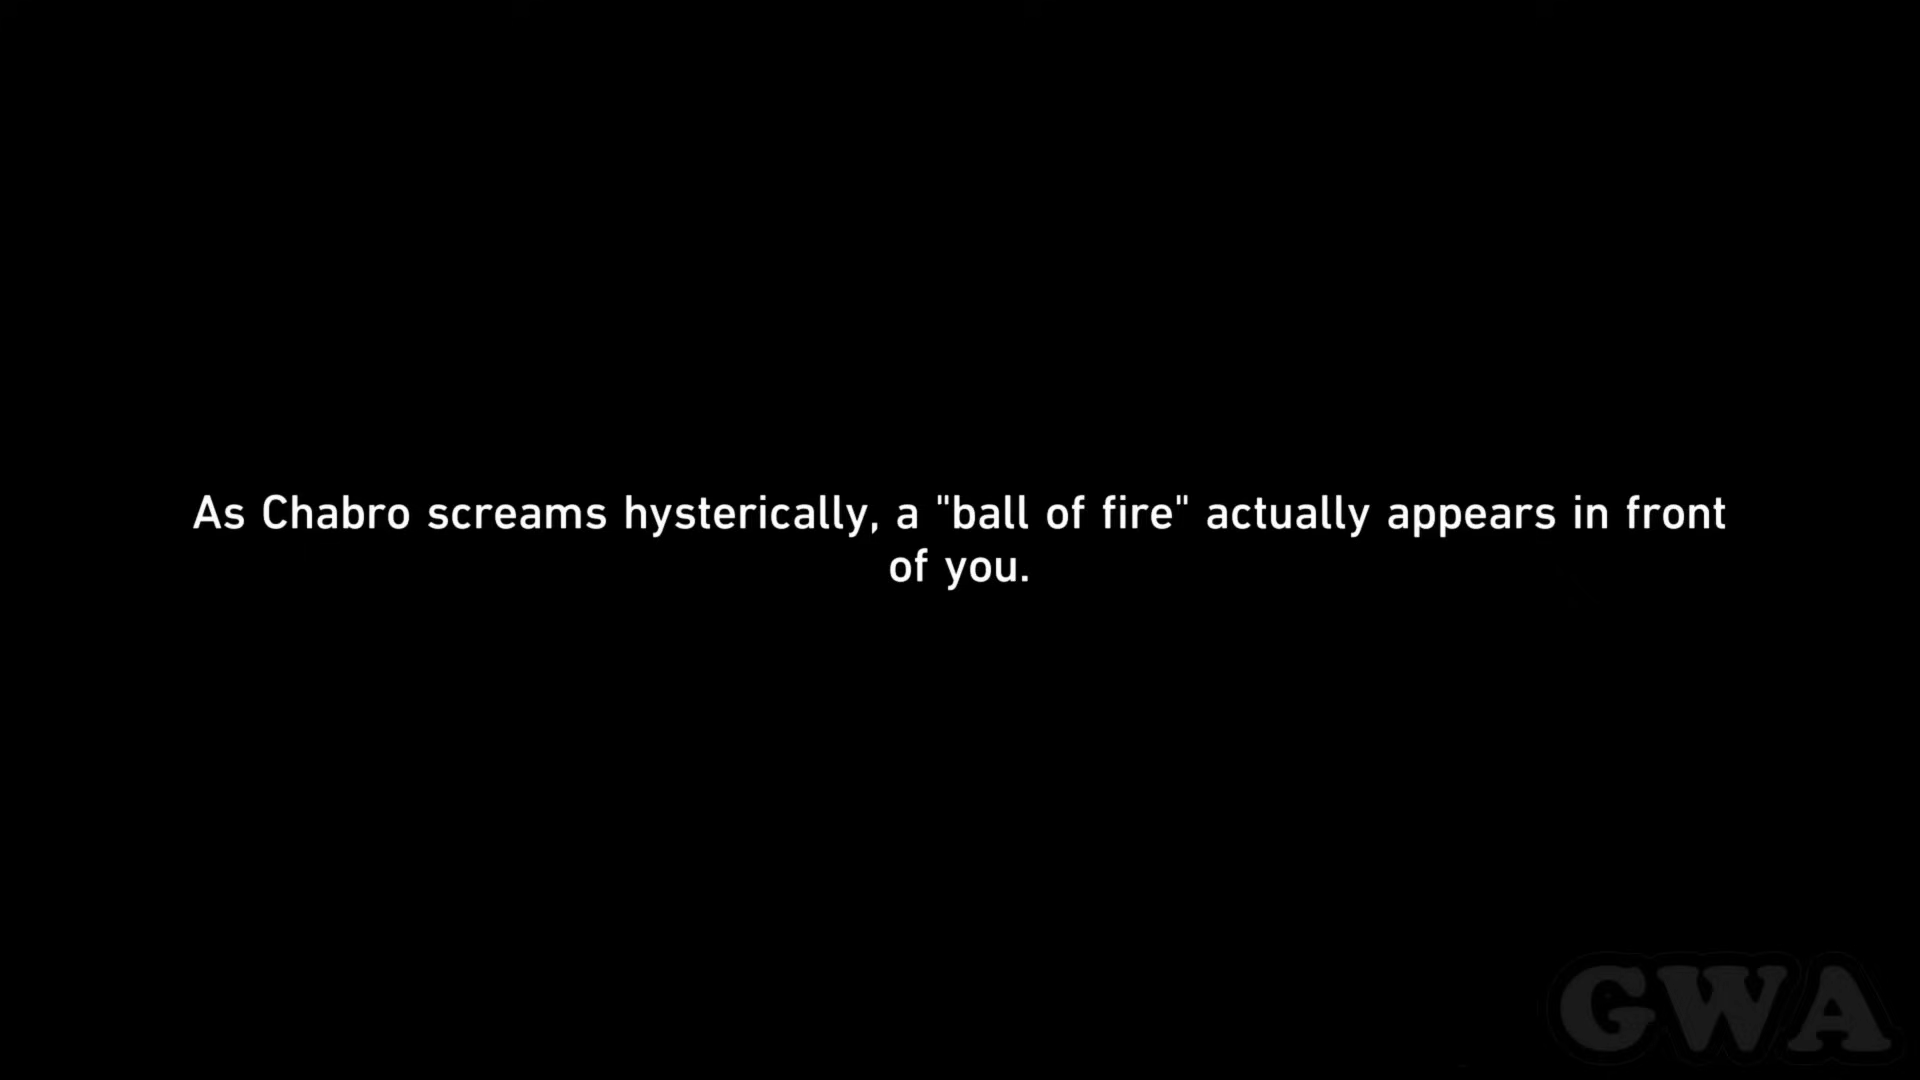 As Chabro screams hysterically, a "ball of fire" actually appears in front
of you.
GWA